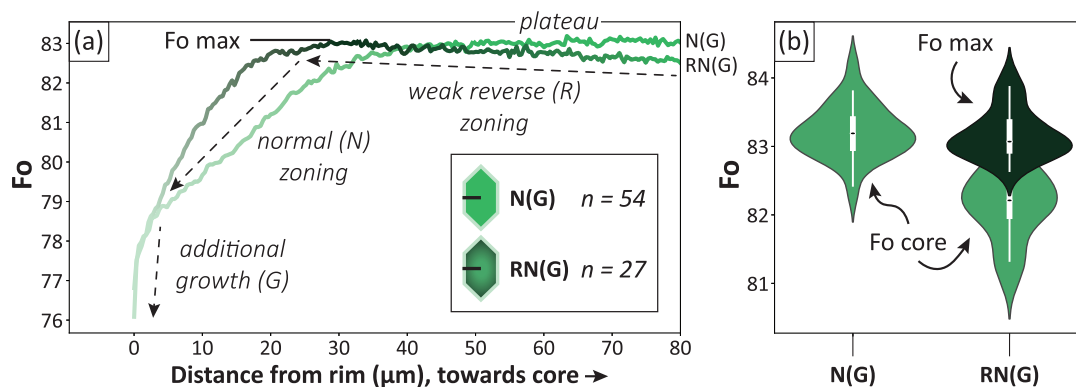 (a)
plateau
Fo max
N(G)
RN(G)
weak reverse (R)
zoning
normal (N)
zoning
additional
growth (G)
N(G) n = 54
RN(G) n = 27
Fo
83
82
81
80
79
78
77
76
0
10
20
30
40
50
60
70
80
Distance from rim (µm), towards core →
(b)
Fo max
Fo core
Fo
84
83
82
81
N(G)
RN(G)